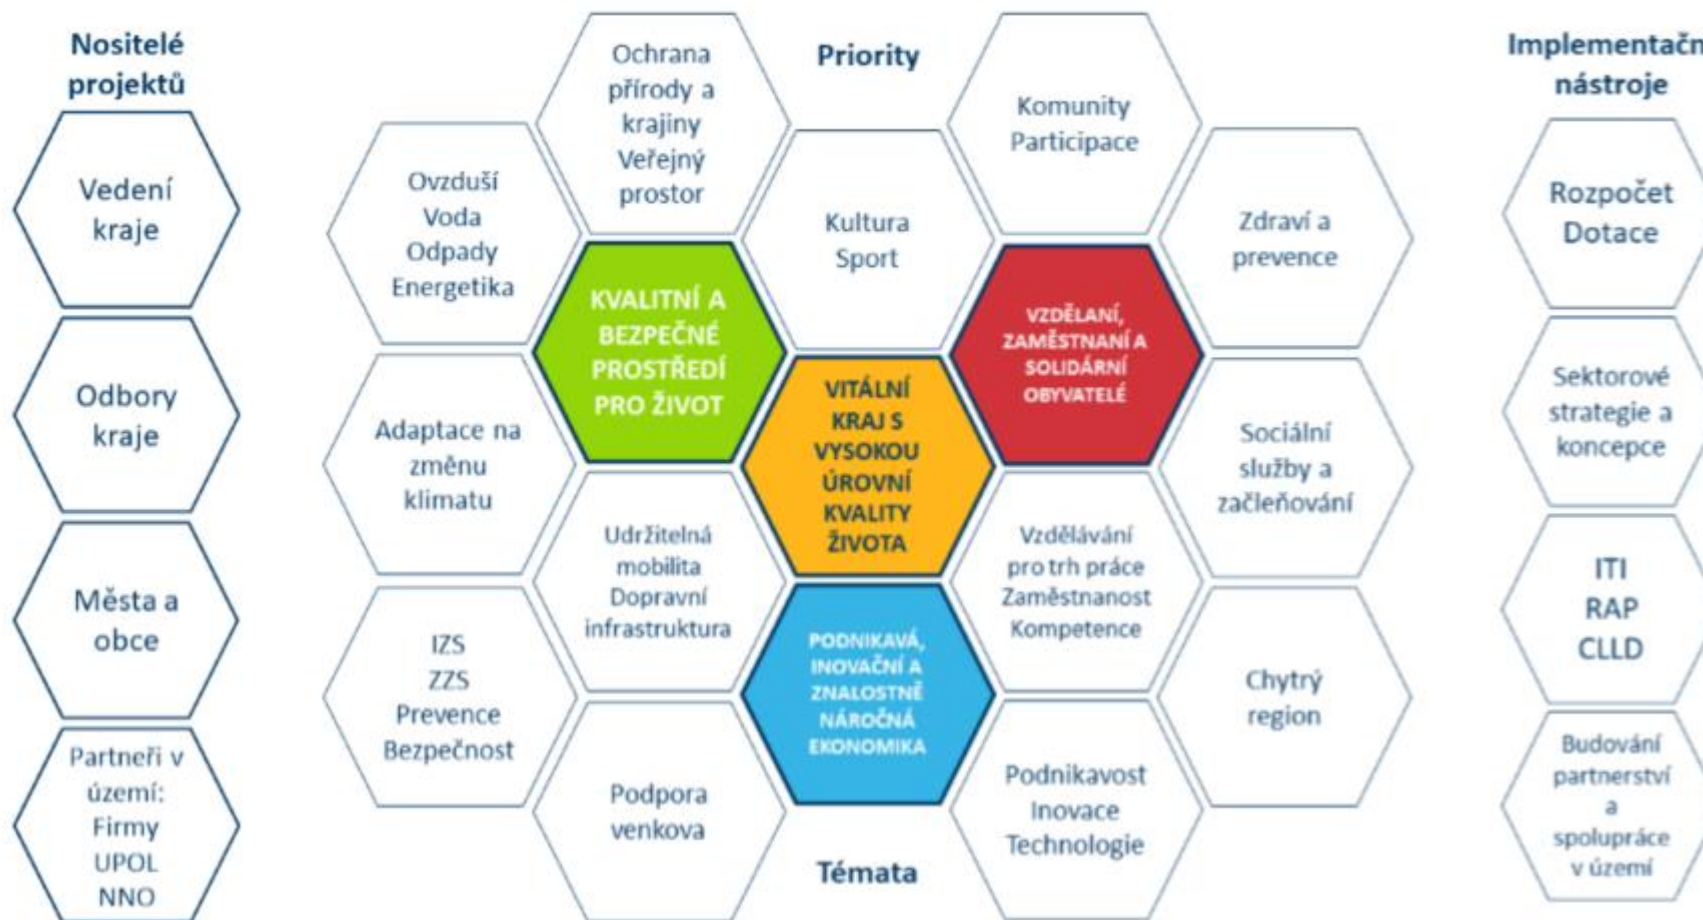 Nositelé
projektů
Vedení
kraje
Odbory
kraje
Města a
obce
Partneři v
území:
Firmy
UPOL
NNO
Priority
Ochrana
přírody a
krajiny
Veřejný
prostor
Komunity
Participace
Ovzduší
Voda
Odpady
Energetika
Kultura
Sport
Zdraví a
prevence
KVALITNÍ A
BEZPEČNÉ
PROSTŘEDÍ
PRO ŽIVOT
VZDĚLANÍ,
ZAMĚSTNANÍ A
SOLIDÁRNÍ
OBYVATELÉ
VITÁLNÍ
KRAJ S
VYSOKOU
ÚROVNÍ
KVALITY
ŽIVOTA
Adaptace na
změnu
klimatu
Sociální
služby a
začleňování
Udržitelná
mobilita
Dopravní
infrastruktura
Vzdělávání
pro trh práce
Zaměstnanost
Kompetence
IZS
ZZS
Prevence
Bezpečnost
PODNIKAVÁ,
INOVAČNÍ A
ZNALOSTNĚ
NÁROČNÁ
EKONOMIKA
Chytrý
region
Podpora
venkova
Podnikavost
Inovace
Technologie
Témata
Implementačn
nástroje
Rozpočet
Dotace
Sektorové
strategie a
koncepce
ITI
RAP
CLLD
Budování
partnerství
a
spolupráce
v území